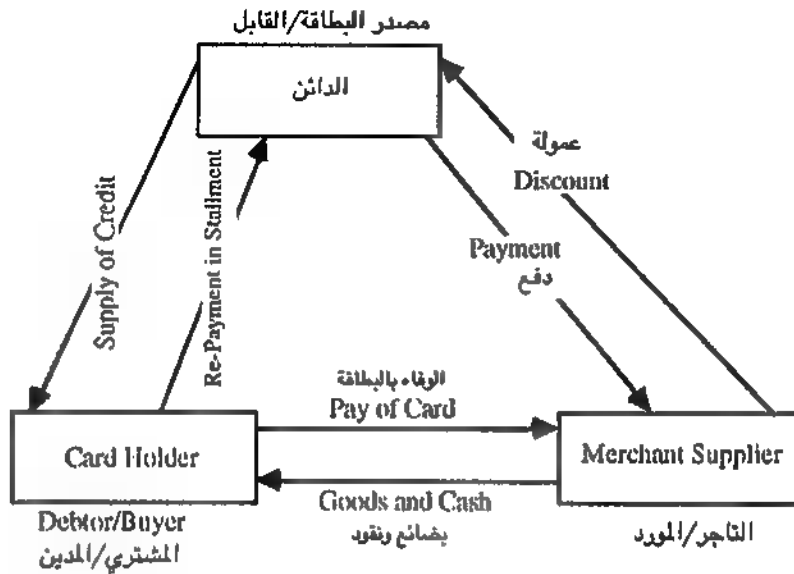 مصدر البطاقة/القابل
الدائن
عمولة
Discount
Supply of Credit
Re-Payment in Stallment
Payment
دفع
الوفاء بالبطاقة
Pay of Card
Card Holder
Merchant Supplier
Goods and Cash
بضائع ونقود
Debtor/Buyer
المشتري/المدين
التاجر/المورد